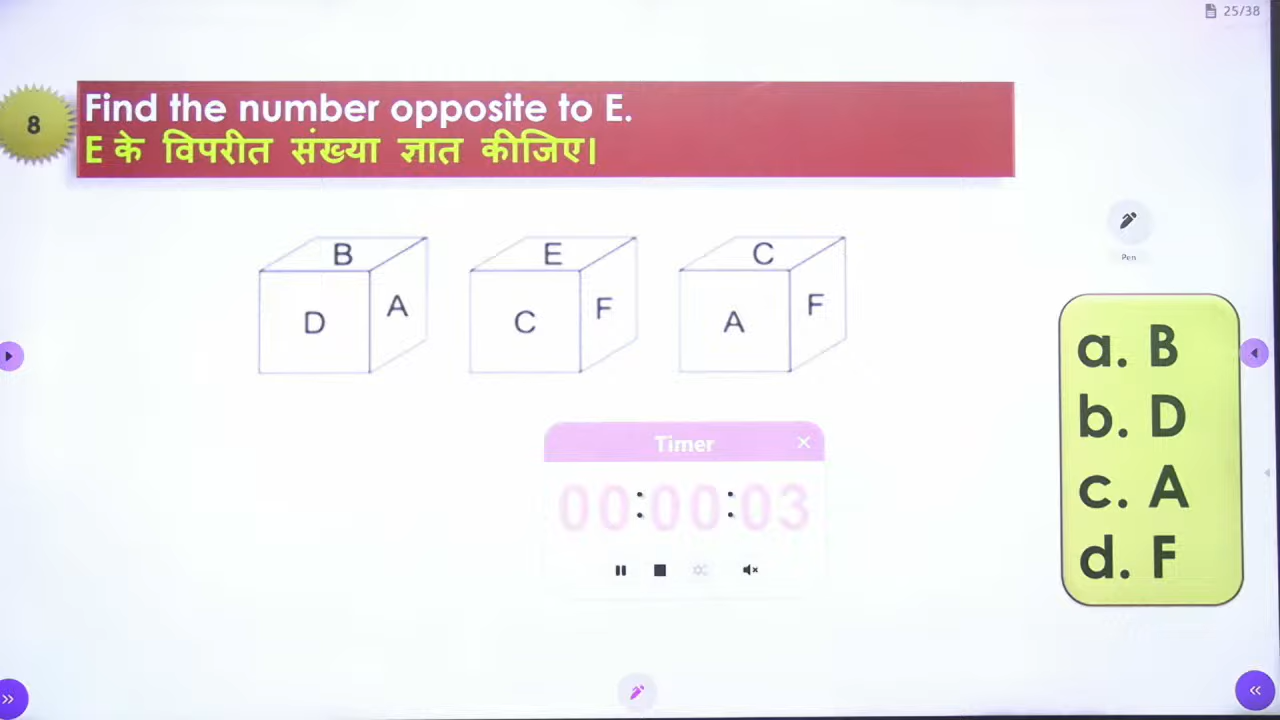 25/38
8
Find the number opposite to E.
E के विपरीत संख्या ज्ञात कीजिए।
B
D
A
E
C
F
C
A
F
Pen
a. B
b. D
c. A
d. F
Timer
00:00:03